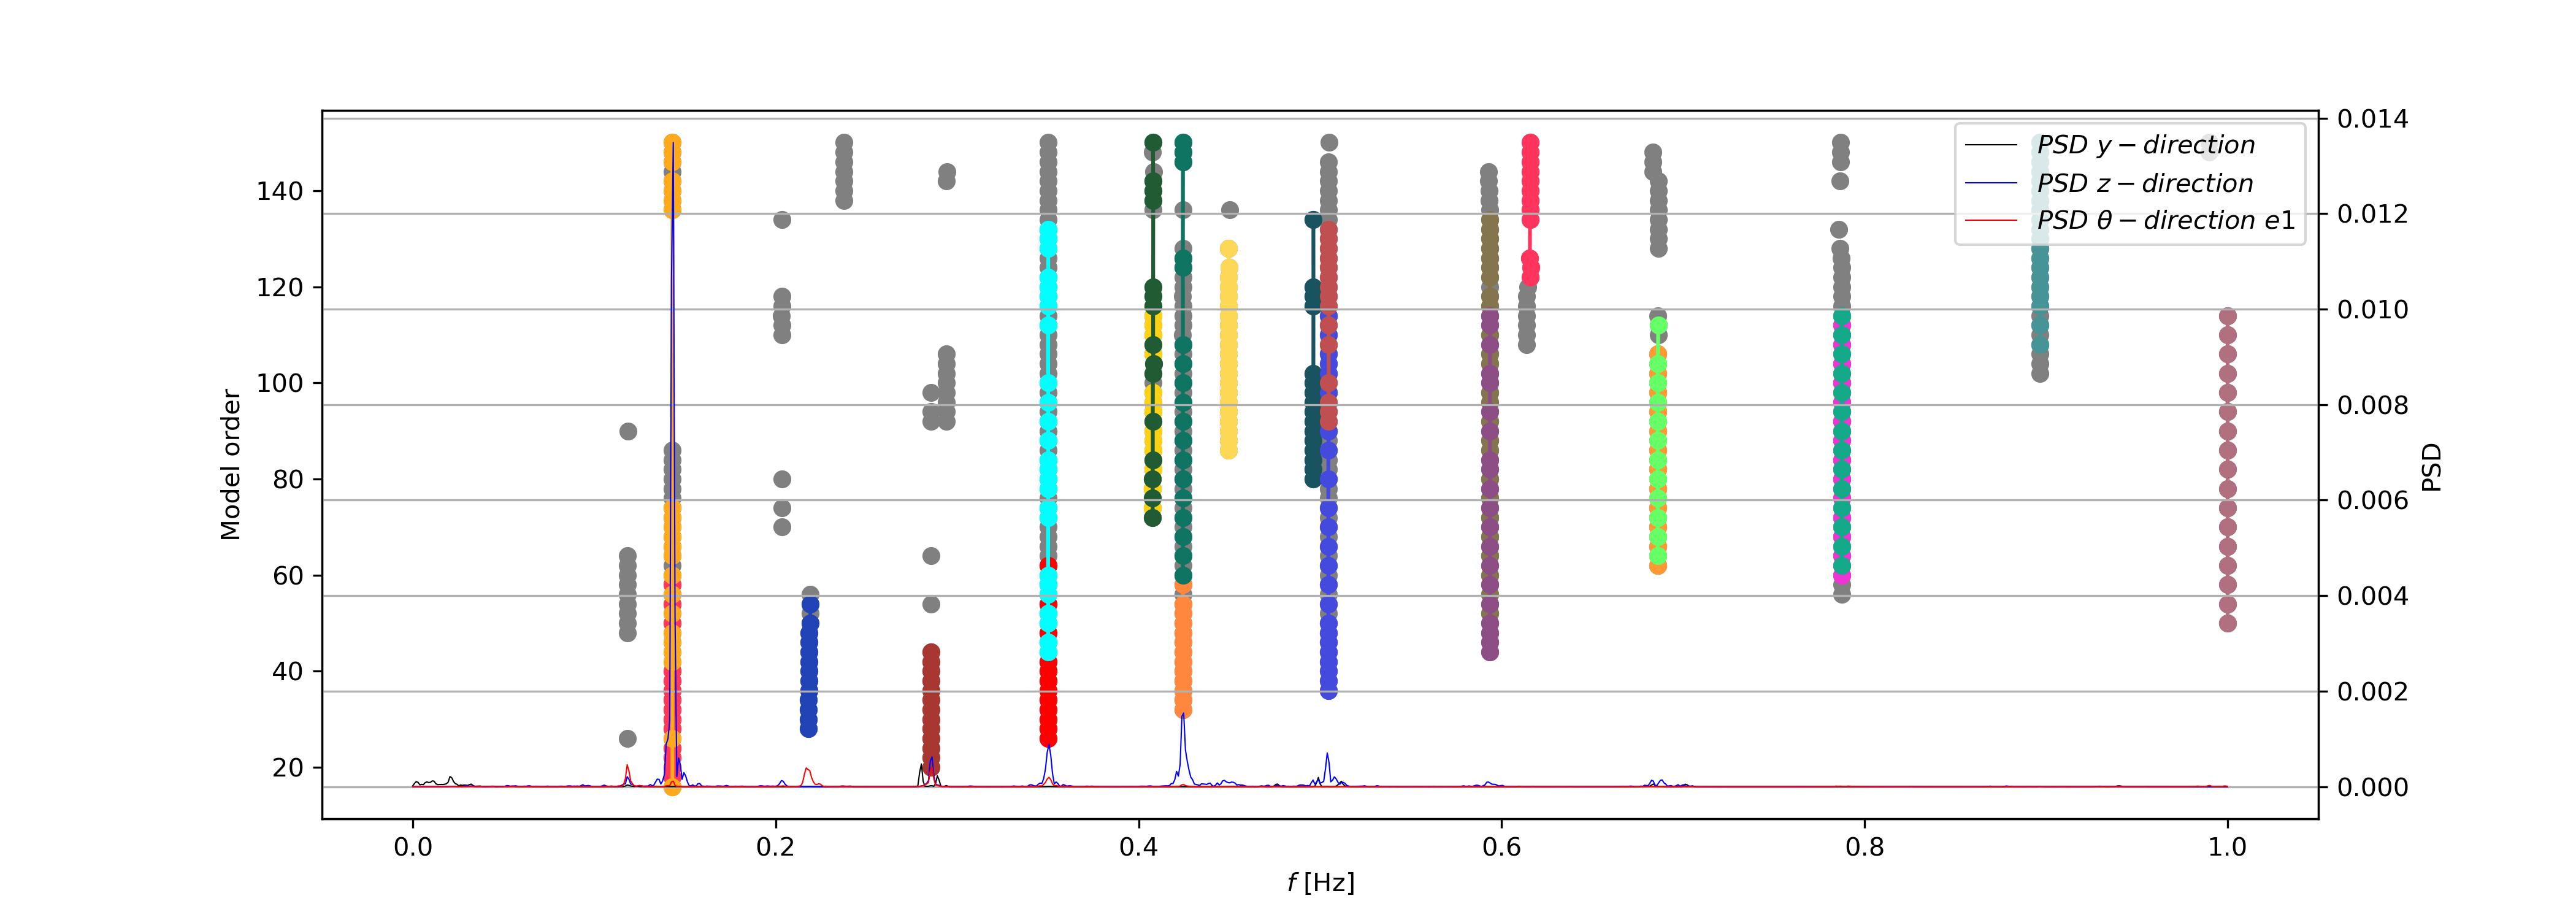 PSD y − direction
PSD z − direction
PSD θ − direction e1
Model order
140
120
100
80
60
40
20
0.014
0.012
0.010
0.008
0.006
0.004
0.002
0.000
PSD
0.0 0.2 0.4 0.6 0.8 1.0
f [Hz]